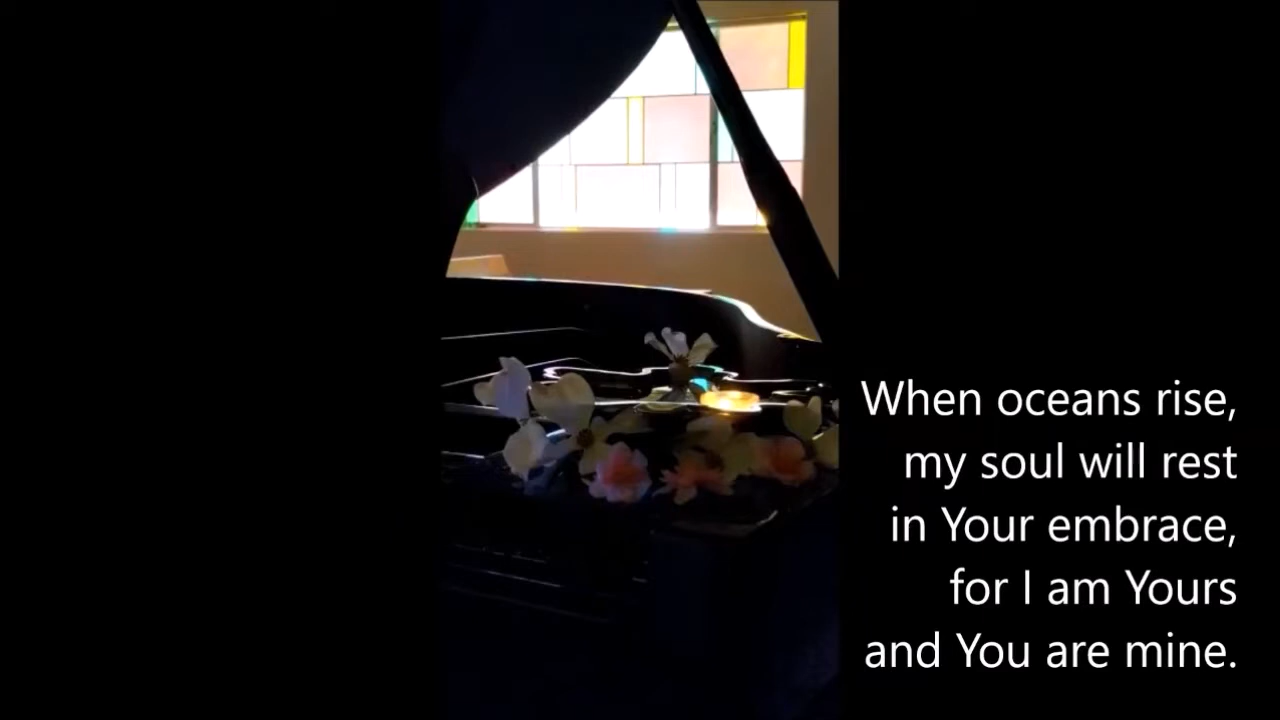 When oceans rise,
my soul will rest
in Your embrace,
for I am Yours
and You are mine.